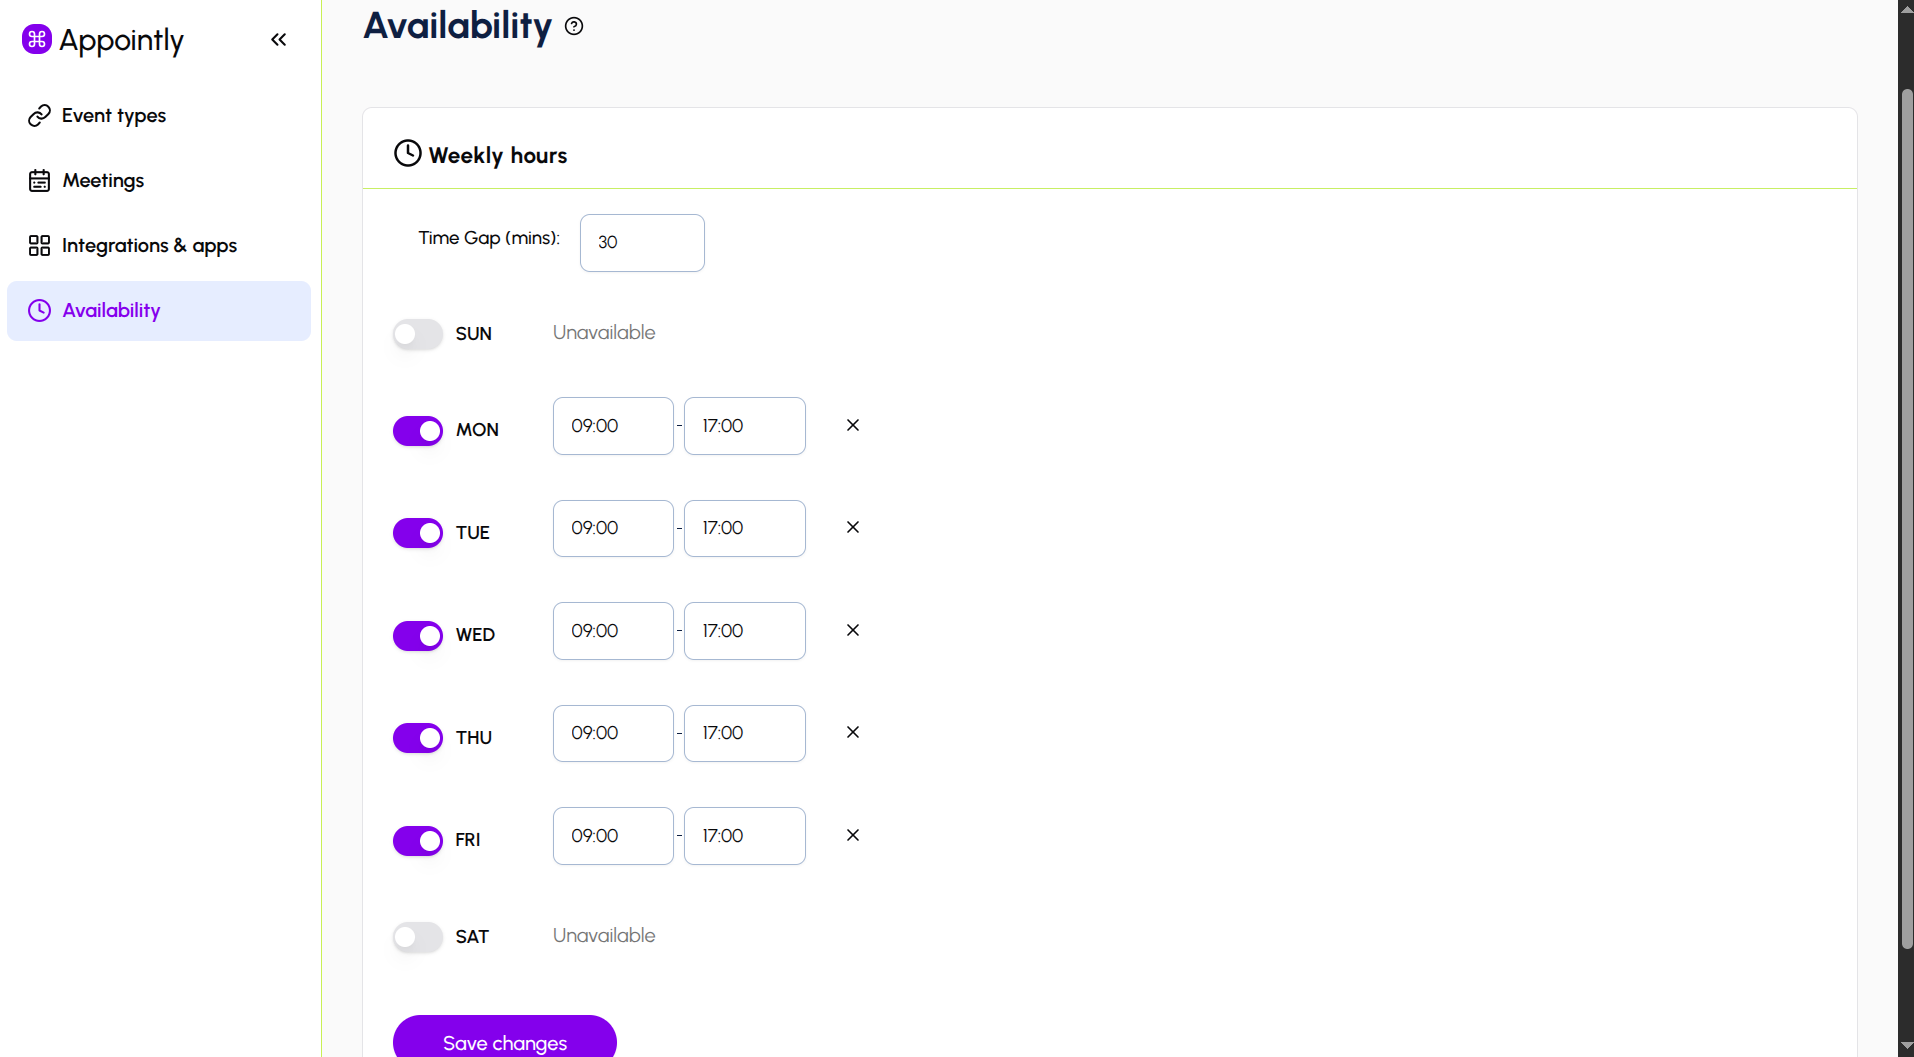 Appointly
Event types
Meetings
Integrations & apps
Availability
Availability
Weekly hours
Time Gap (mins): 30
SUN Unavailable
MON 09:00 - 17:00
TUE 09:00 - 17:00
WED 09:00 - 17:00
THU 09:00 - 17:00
FRI 09:00 - 17:00
SAT Unavailable
Save changes